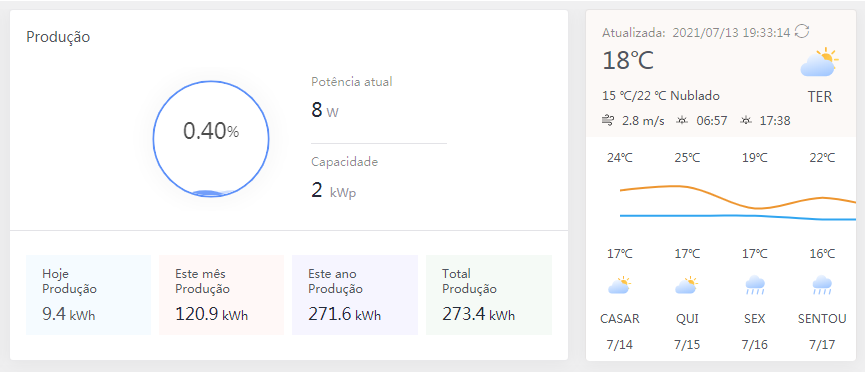 Produção
0.40%
Potência atual
8 W
Capacidade
2 kWp
Hoje
Produção
9.4 kWh
Este mês
Produção
120.9 kWh
Este ano
Produção
271.6 kWh
Total
Produção
273.4 kWh
Atualizada: 2021/07/13 19:33:14
18℃
15 ℃/22 ℃ Nublado
TER
2.8 m/s 06:57 17:38
24℃ 25℃ 19℃ 22℃
17℃ 17℃ 17℃ 16℃
CASAR QUI SEX SENTOU
7/14 7/15 7/16 7/17